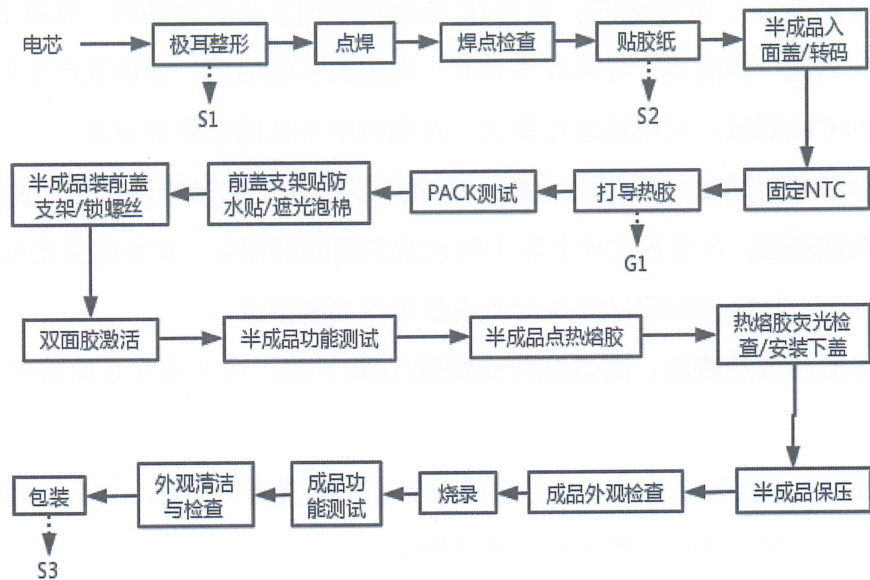 电芯
极耳整形
点焊
焊点检查
贴胶纸
半成品入
面盖/转码
S1
S2
半成品装前盖
支架/锁螺丝
前盖支架贴防
水贴/遮光泡棉
PACK测试
打导热胶
固定NTC
G1
双面胶激活
半成品功能测试
半成品点热熔胶
热熔胶荧光检
查/安装下盖
包装
外观清洁
与检查
成品功
能测试
烧录
成品外观检查
半成品保压
S3